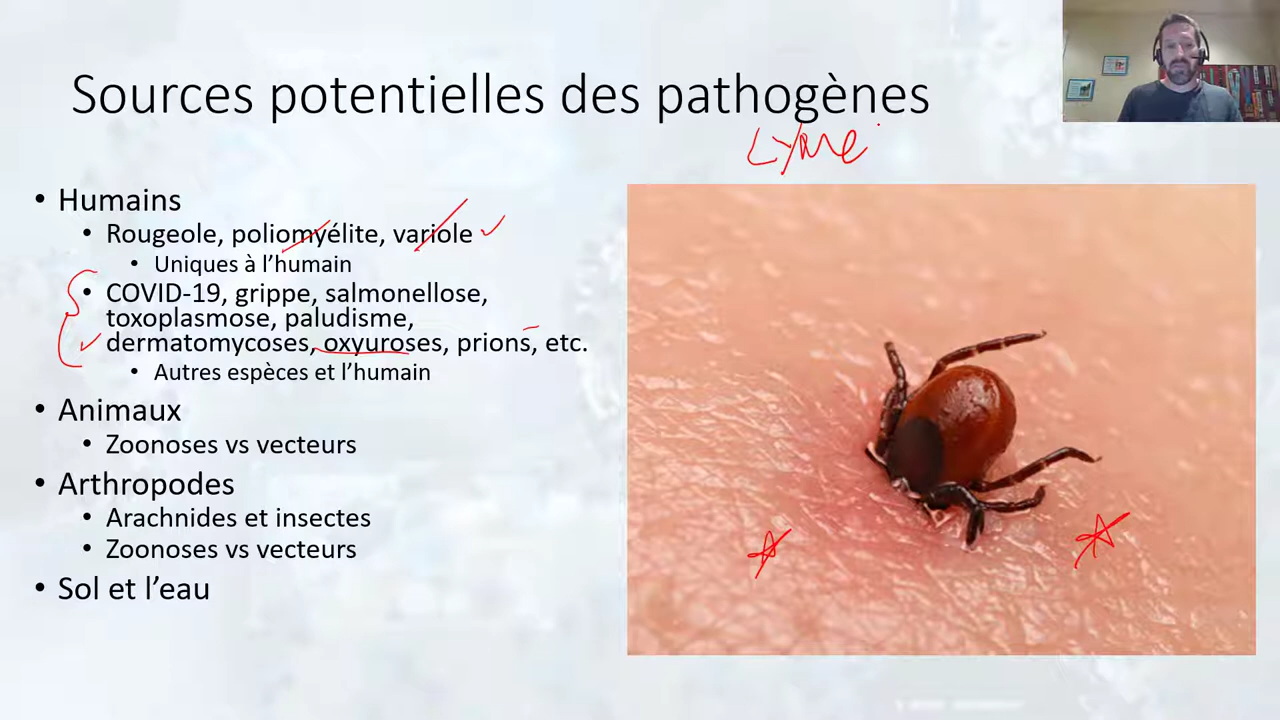 Sources potentielles des pathogènes
Lyme
• Humains
• Rougeole, poliomyélite, variole
• Uniques à l'humain
• COVID-19, grippe, salmonellose,
toxoplasmose, paludisme,
dermatomycoses, oxyuroses, prions, etc.
• Autres espèces et l'humain
• Animaux
• Zoonoses vs vecteurs
• Arthropodes
• Arachnides et insectes
• Zoonoses vs vecteurs
• Sol et l'eau